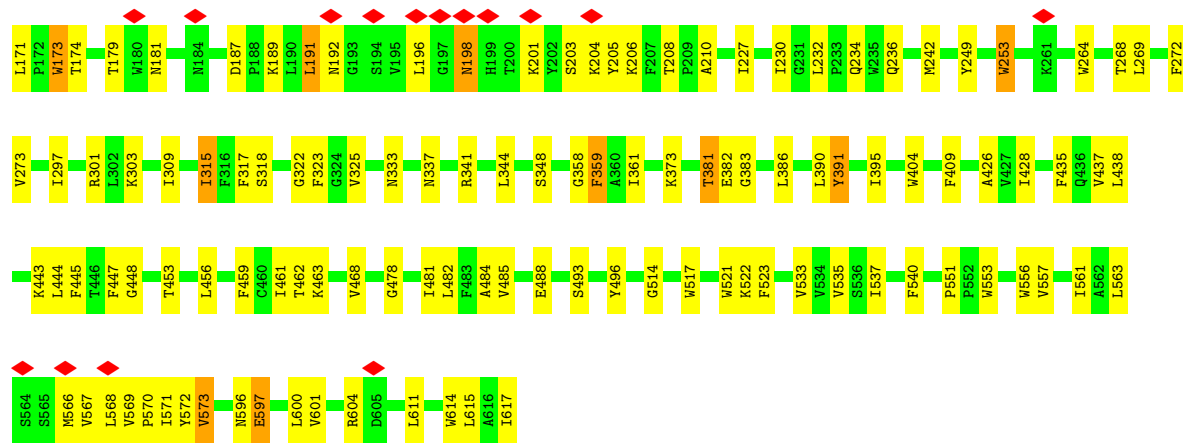 L171 P172 W173 T174 T179 W180 N181 N184 D187 P188 K189 L190 L191 N192 G193 S194 V195 L196 G197 N198 H199 T200 K201 Y202 S203 K204 Y205 K206 F207 T208 P209 A210 I227 I230 G231 L232 P233 Q234 W235 Q236 M242 Y249 W253 K261 W264 T268 L269 F272
V273 I297 R301 L302 K303 I309 I315 F316 F317 S318 G322 F323 G324 V325 N333 N337 R341 L344 S348 G358 F359 A360 I361 K373 T381 E382 G383 L386 L390 Y391 I395 W404 F409 A426 V427 I428 F435 Q436 V437 L438
K443 L444 F445 T446 F447 G448 T453 L456 F459 C460 I461 T462 K463 V468 G478 I481 L482 F483 A484 V485 E488 S493 Y496 G514 W517 W521 K522 F523 V533 V534 V535 S536 I537 F540 P551 P552 W553 W556 V557 I561 A562 L563
S564 S565 M566 V567 L568 V569 P570 I571 Y572 V573 N596 E597 L600 V601 R604 D605 L611 W614 L615 A616 I617